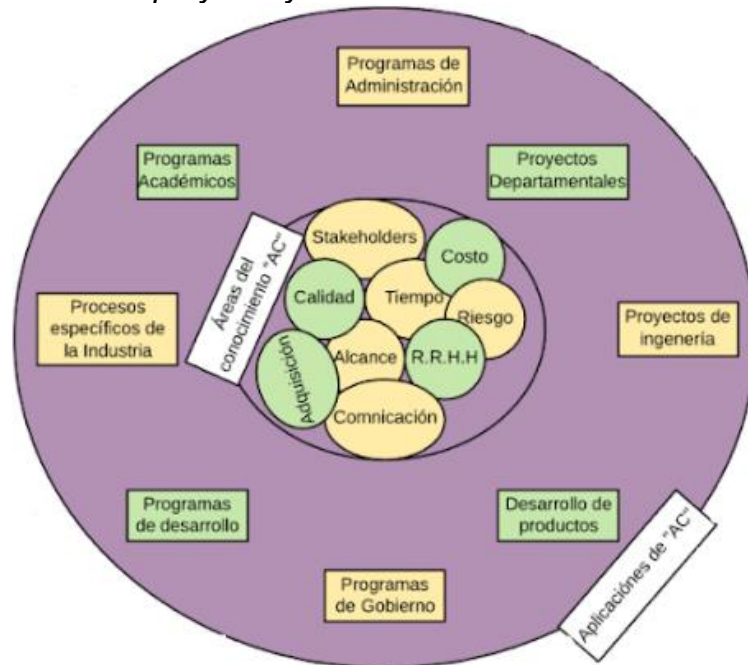 Programas de
Administración
Programas
Académicos
Proyectos
Departamentales
Áreas del
conocimiento "AC"
Stakeholders
Costo
Calidad
Tiempo
Riesgo
Procesos
específicos de
la Industria
Proyectos de
ingenería
Alcance
R.R.H.H
Adquisición
Comnicación
Programas
de desarrollo
Desarrollo de
productos
Programas
de Gobierno
Aplicaciónes de "AC"